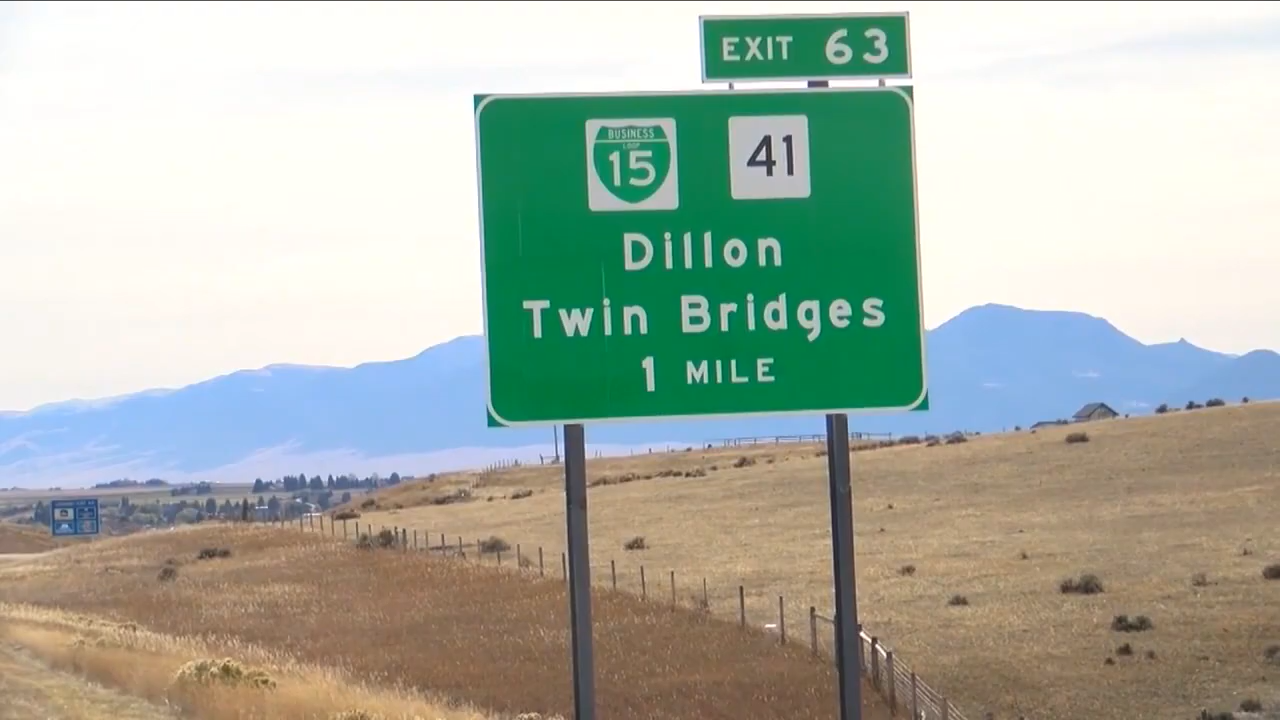 EXIT 63
BUSINESS
LOOP
15
41
Dillon
Twin Bridges
1 MILE